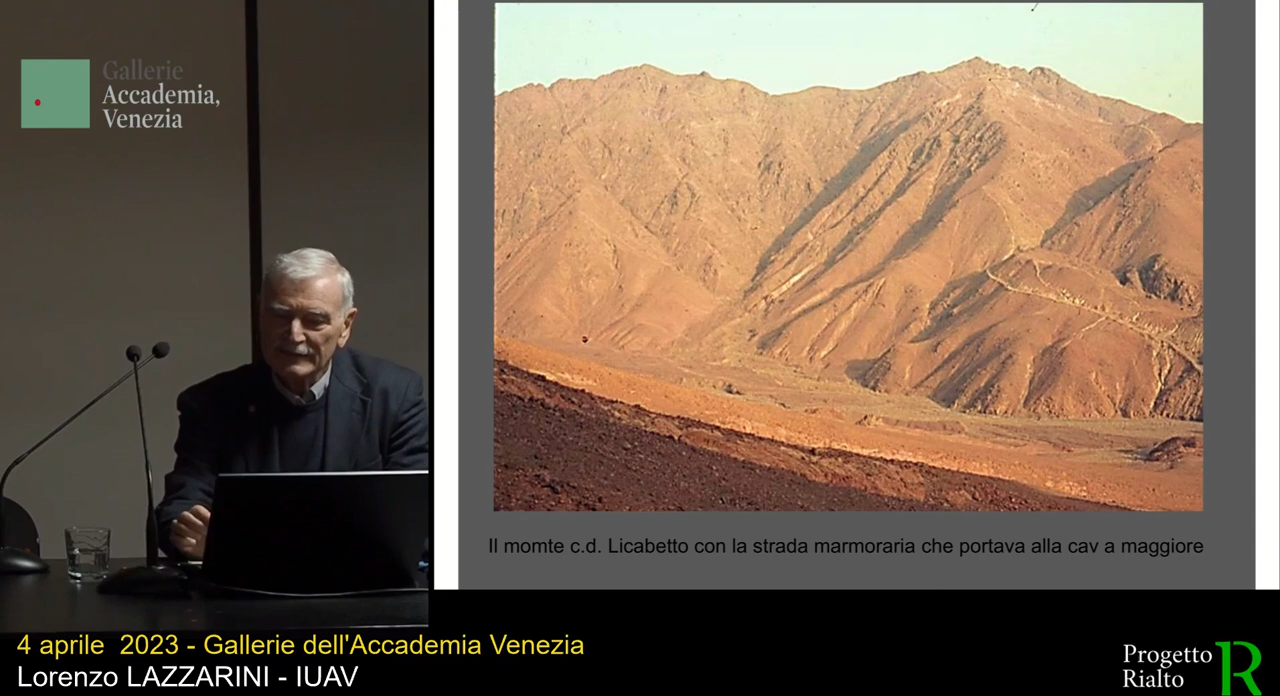 Gallerie
Accademia,
Venezia
Il momte c.d. Licabetto con la strada marmoraria che portava alla cav a maggiore
4 aprile 2023 - Gallerie dell'Accademia Venezia
Lorenzo LAZZARINI - IUAV
Progetto
Rialto
R